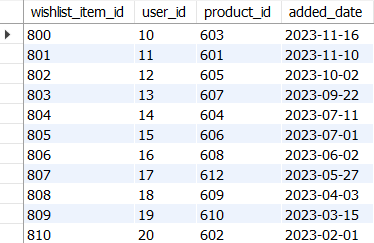 wishlist_item_id user_id product_id added_date
800 10 603 2023-11-16
801 11 601 2023-11-10
802 12 605 2023-10-02
803 13 607 2023-09-22
804 14 604 2023-07-11
805 15 606 2023-07-01
806 16 608 2023-06-02
807 17 612 2023-05-27
808 18 609 2023-04-03
809 19 610 2023-03-15
810 20 602 2023-02-01